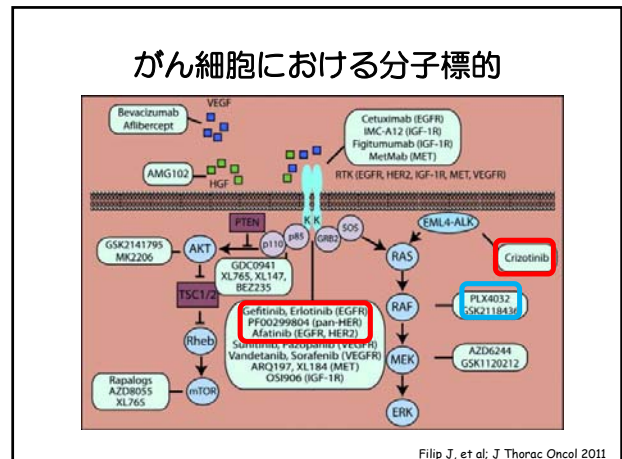 がん細胞における分子標的
VEGF
Bevacizumab
Aflibercept
Cetuximab (EGFR)
IMC-A12 (IGF-1R)
Figitumumab (IGF-1R)
MetMab (MET)
AMG102
HGF
RTK (EGFR, HER2, IGF-1R, MET, VEGFR)
K K
PTEN
p110
p85
GRB2
SOS
EML4-ALK
GSK2141795
MK2206
AKT
RAS
Crizotinib
GDC0941
XL765, XL147,
BEZ235
TSC1/2
RAF
PLX4032
GSK2118436
Gefitinib, Erlotinib (EGFR)
PF00299804 (pan-HER)
Afatinib (EGFR, HER2)
Sunitinib, Pazopanib (VEGFR)
Vandetanib, Sorafenib (VEGFR)
ARQ197, XL184 (MET)
OSI906 (IGF-1R)
Rheb
MEK
AZD6244
GSK1120212
Rapalogs
AZD8055
XL765
mTOR
ERK
Filip J, et al; J Thorac Oncol 2011